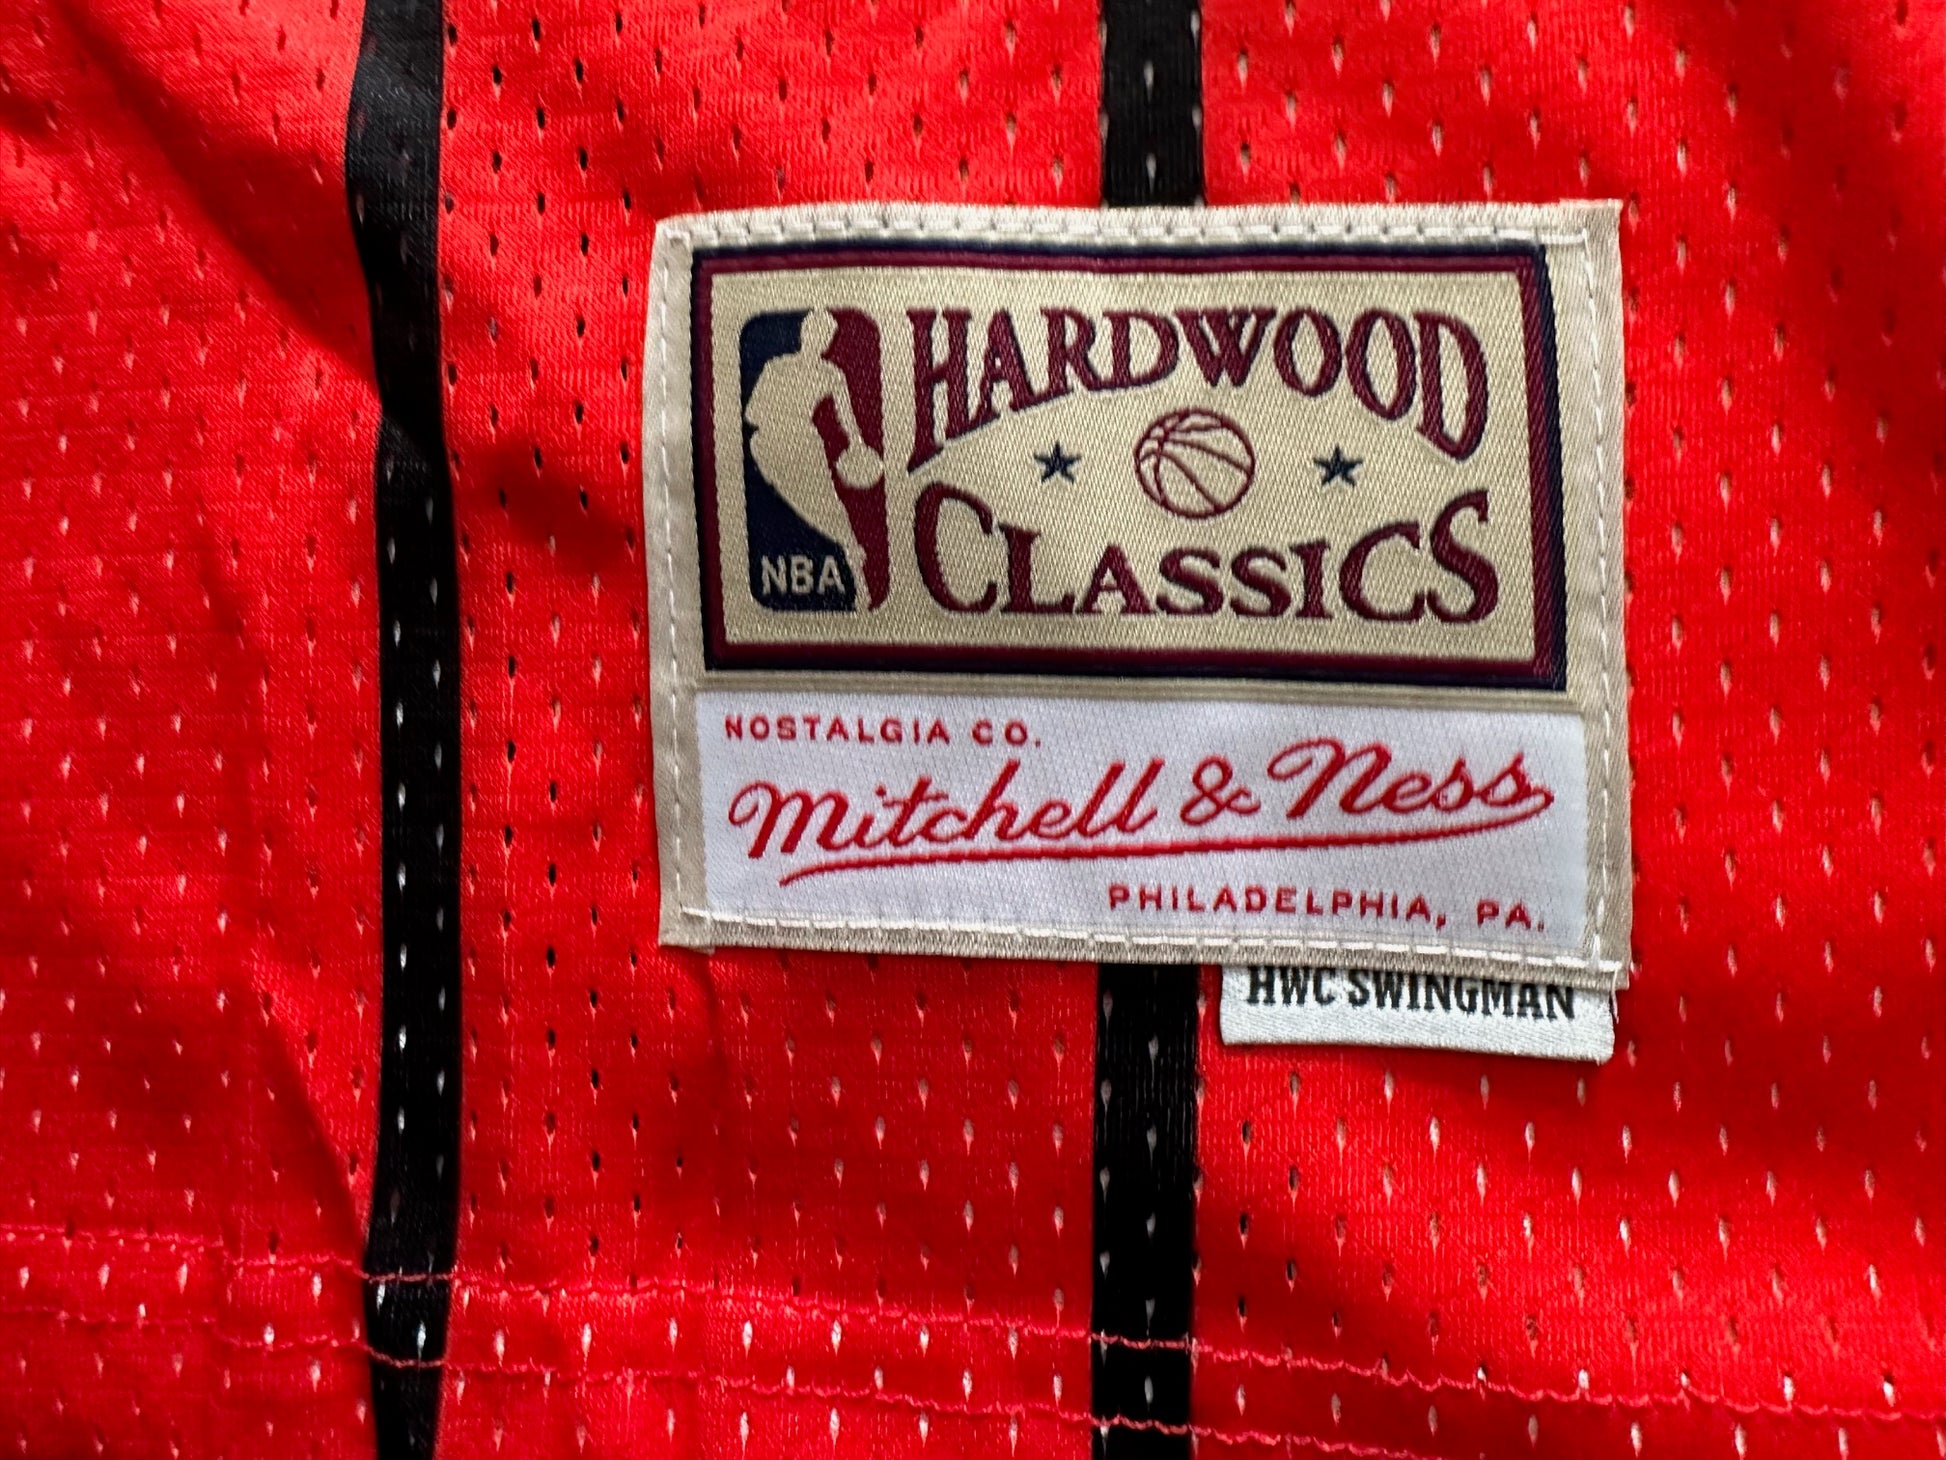 HARDWOOD
CLASSICS
NBA
NOSTALGIA CO.
Mitchell & Ness
PHILADELPHIA, PA.
HWC SWINGMAN